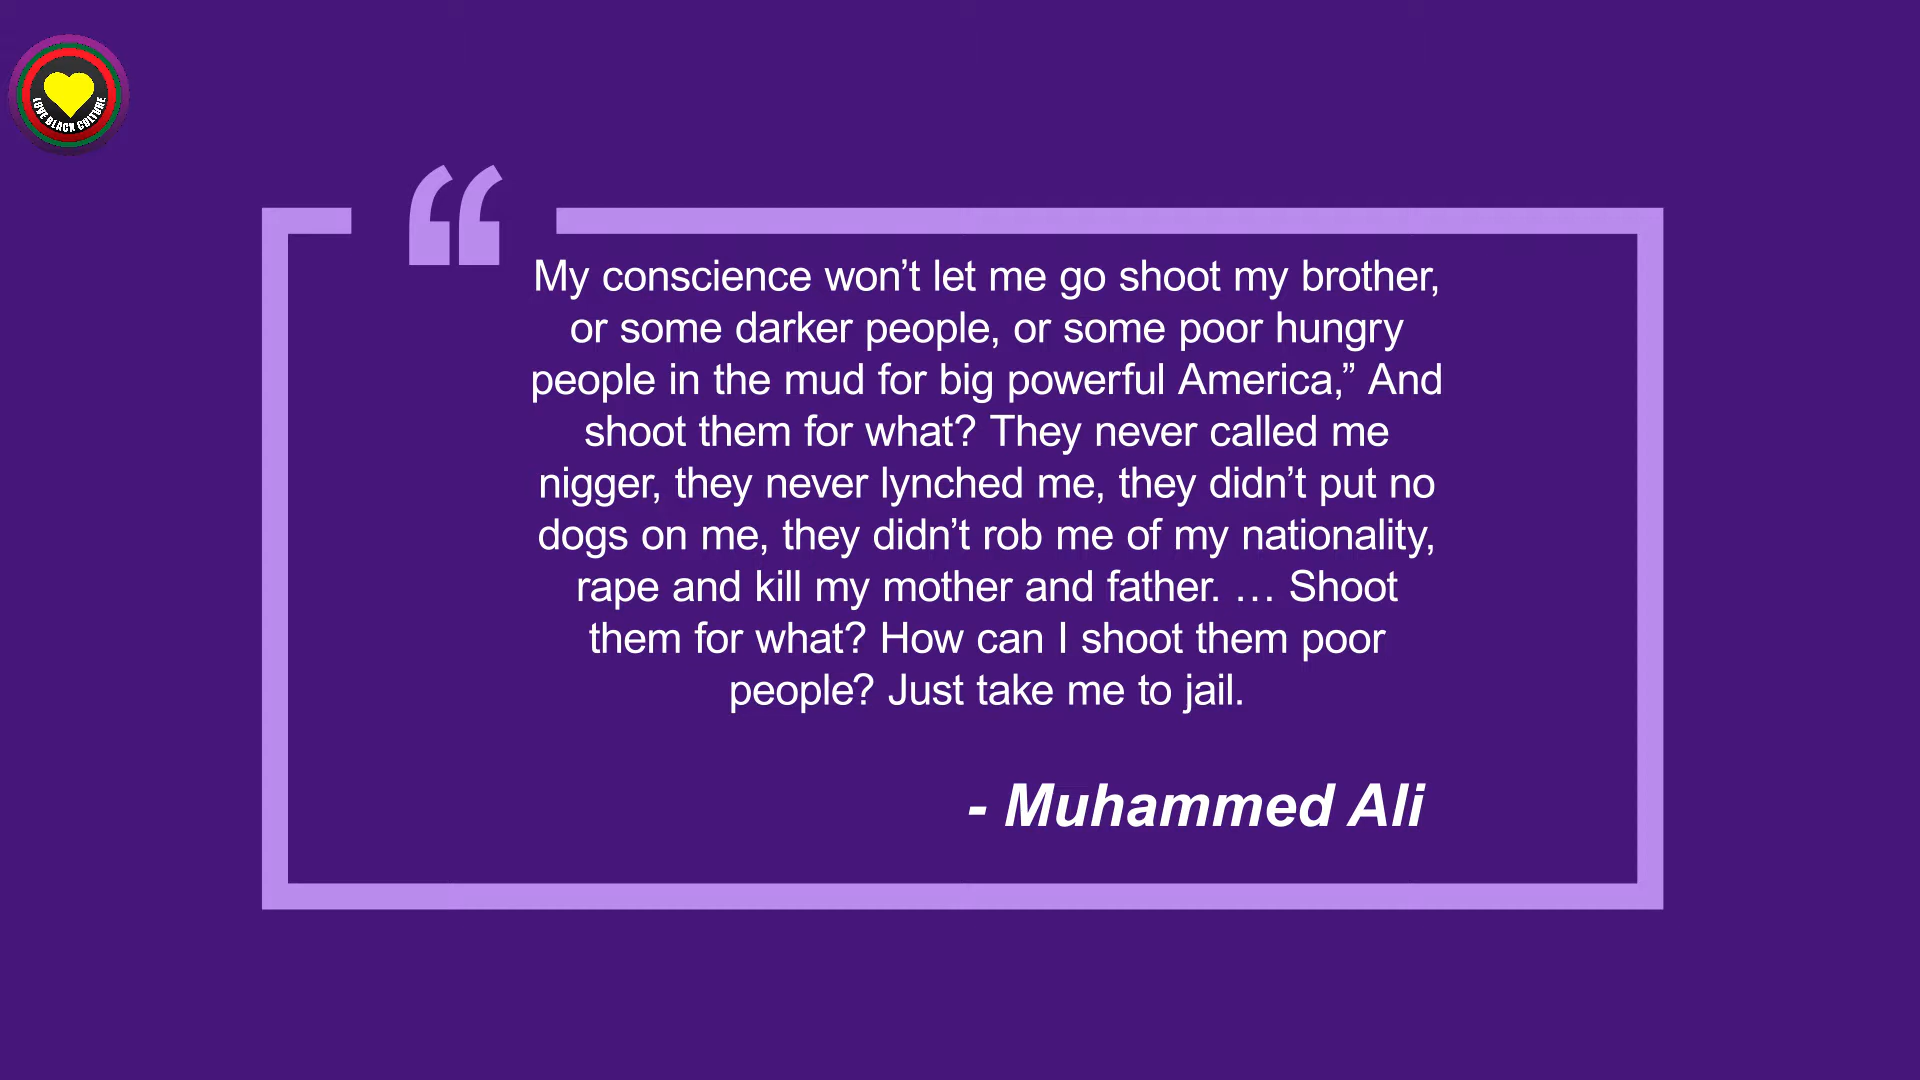 LOVE BLACK CULTURE
“
My conscience won’t let me go shoot my brother,
or some darker people, or some poor hungry
people in the mud for big powerful America,” And
shoot them for what? They never called me
nigger, they never lynched me, they didn’t put no
dogs on me, they didn’t rob me of my nationality,
rape and kill my mother and father. … Shoot
them for what? How can I shoot them poor
people? Just take me to jail.
- Muhammed Ali